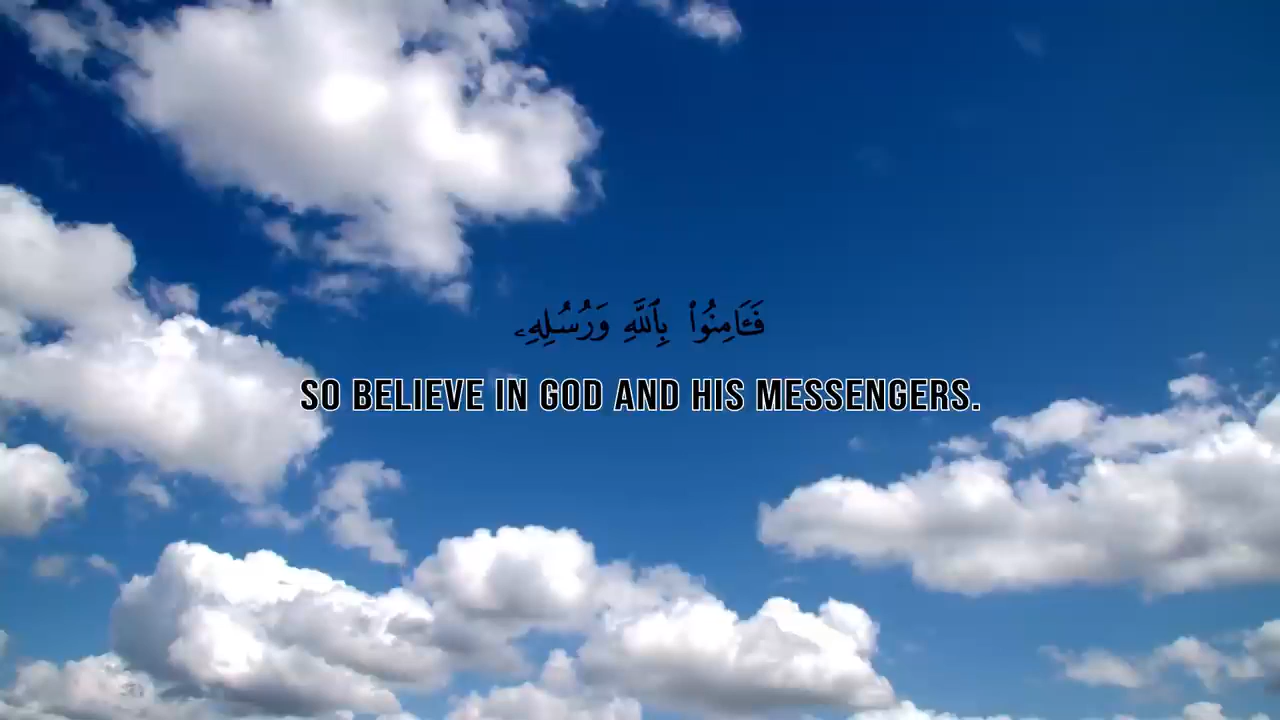 فَـَٔامِنُوا۟ بِٱللَّهِ وَرُسُلِهِۦ
SO BELIEVE IN GOD AND HIS MESSENGERS.